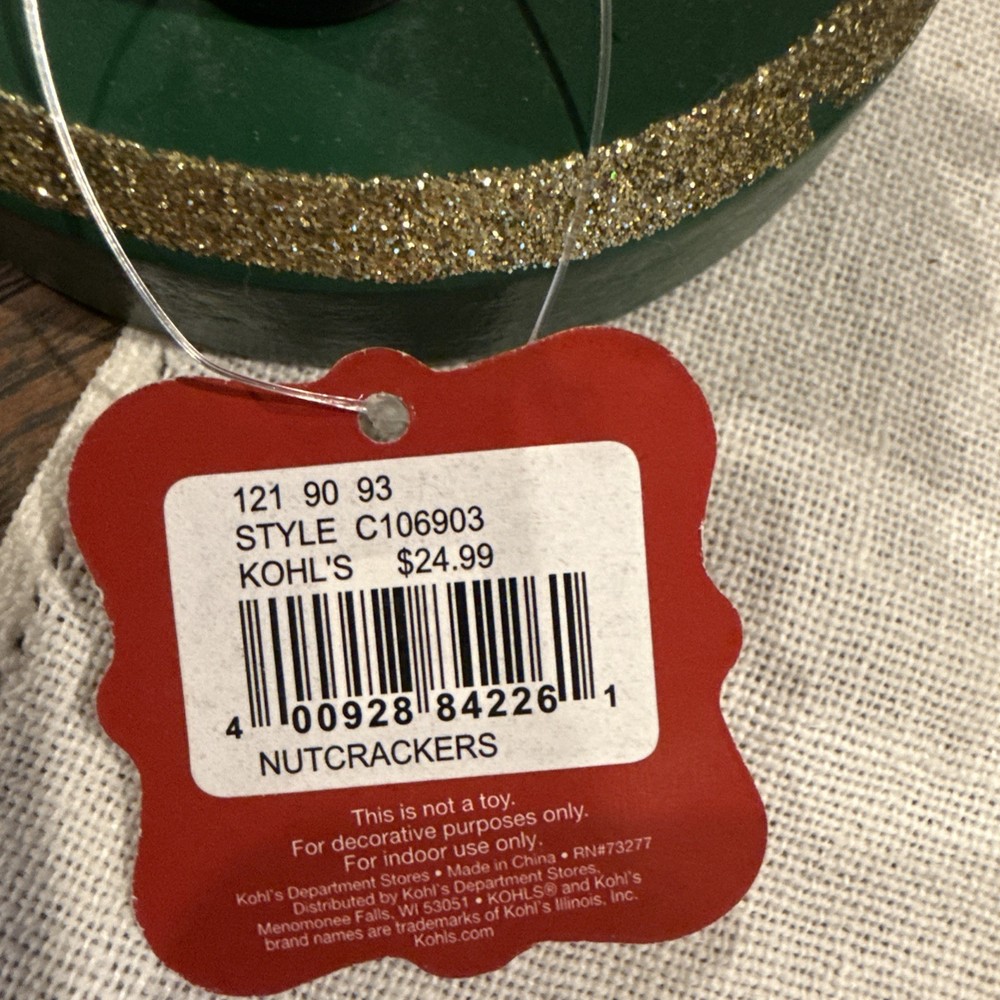 121 90 93
STYLE C106903
KOHL'S $24.99
4 00928 84226 1
NUTCRACKERS
This is not a toy.
For decorative purposes only.
For indoor use only.
Kohl's Department Stores • Made in China • RN#73277
Distributed by Kohl's Department Stores,
Menomonee Falls, WI 53051 • KOHLS® and Kohl's
brand names are trademarks of Kohl's Illinois, Inc.
Kohls.com